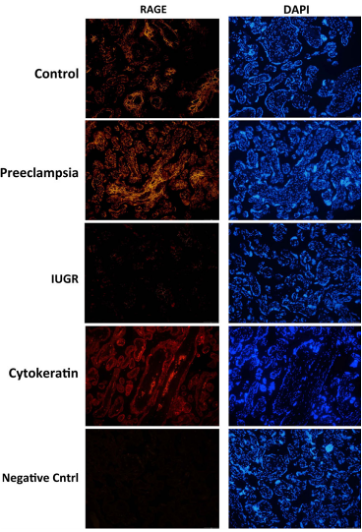 RAGE DAPI
Control
Preeclampsia
IUGR
Cytokeratin
Negative Cntrl